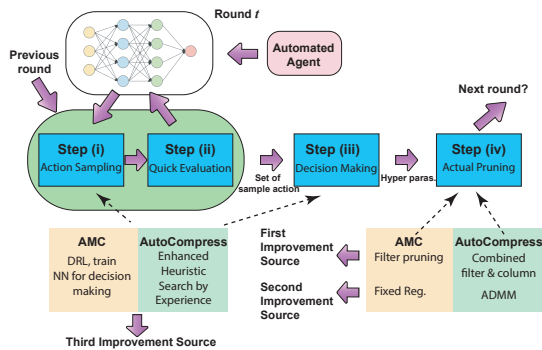 Round t
Previous
round
Automated
Agent
Next round?
Step (i)
Action Sampling
Step (ii)
Quick Evaluation
Set of
sample action
Step (iii)
Decision Making
Hyper paras.
Step (iv)
Actual Pruning
AMC
DRL, train
NN for decision
making
AutoCompress
Enhanced
Heuristic
Search by
Experience
Third Improvement Source
First
Improvement
Source
Second
Improvement
Source
AMC
Filter pruning
Fixed Reg.
AutoCompress
Combined
filter & column
ADMM